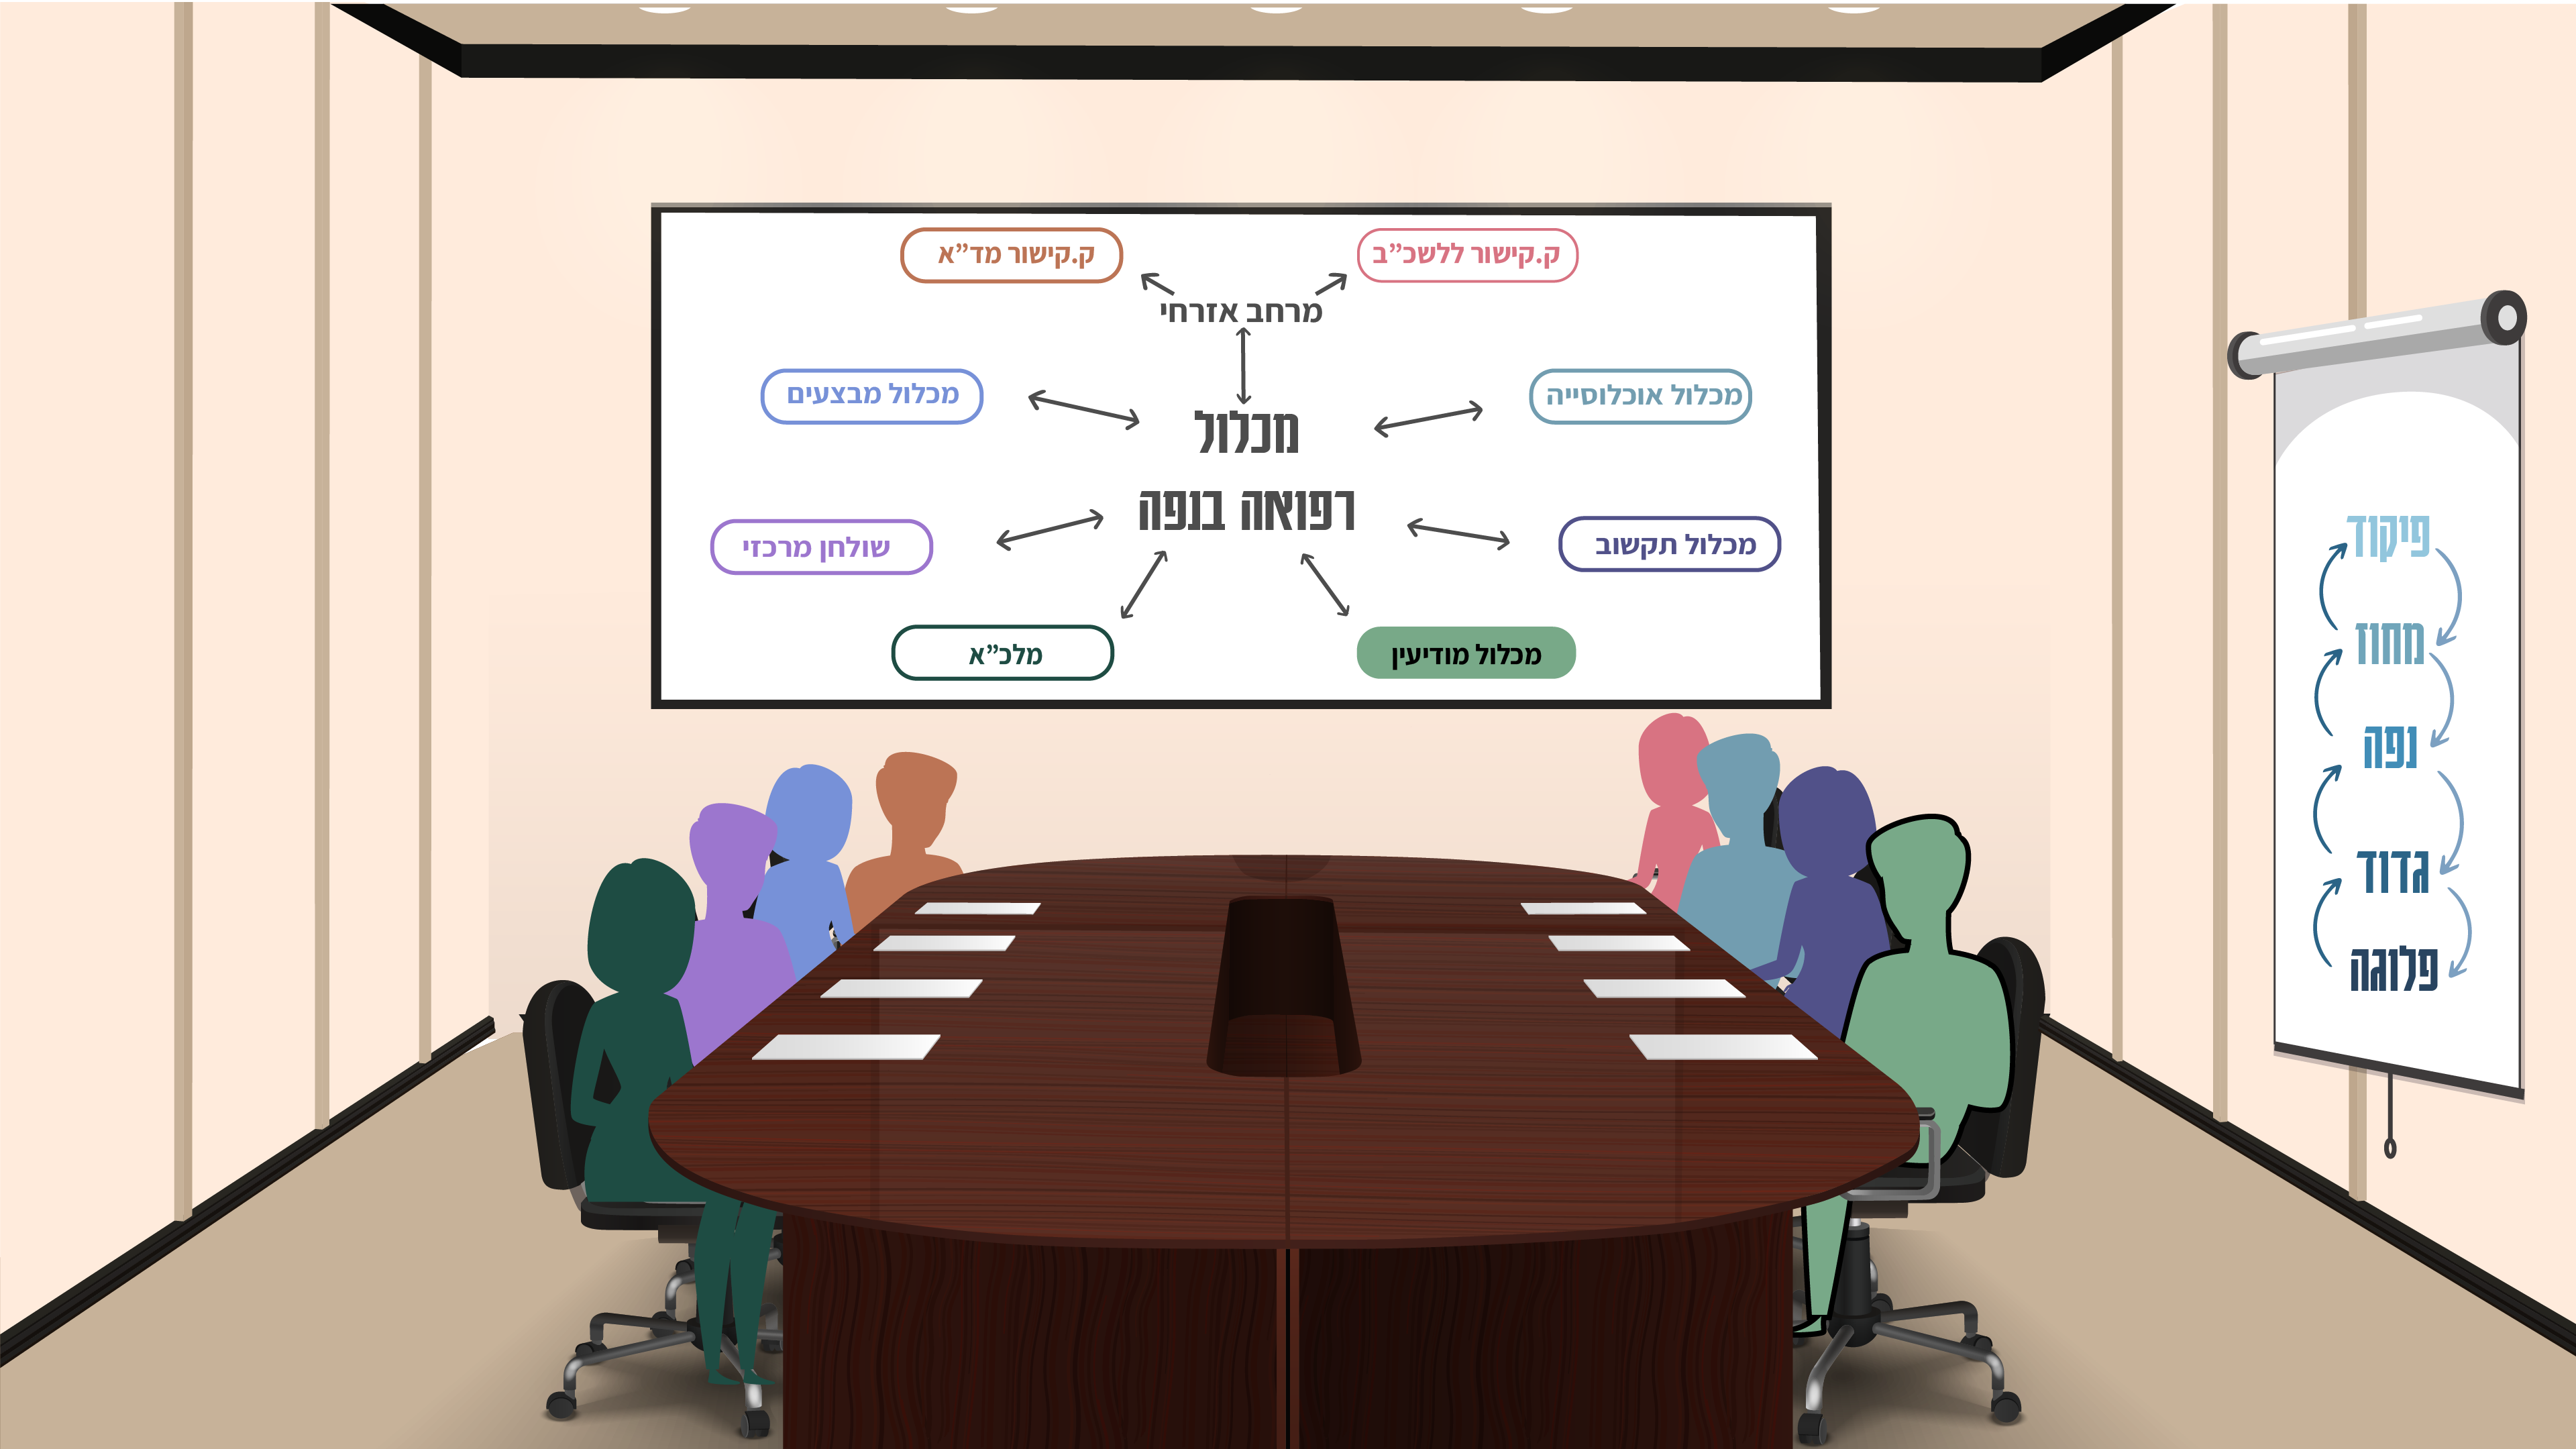 ק.קישור ללשכ”ב
ק.קישור מד”א
מרחב אזרחי
מכלול אוכלוסייה
מכלול מבצעים
מכלול
רפואה בנפה
מכלול תקשוב
שולחן מרכזי
מכלול מודיעין
מלכ”א
פיקוד
מחוז
נפה
גדוד
פלוגה